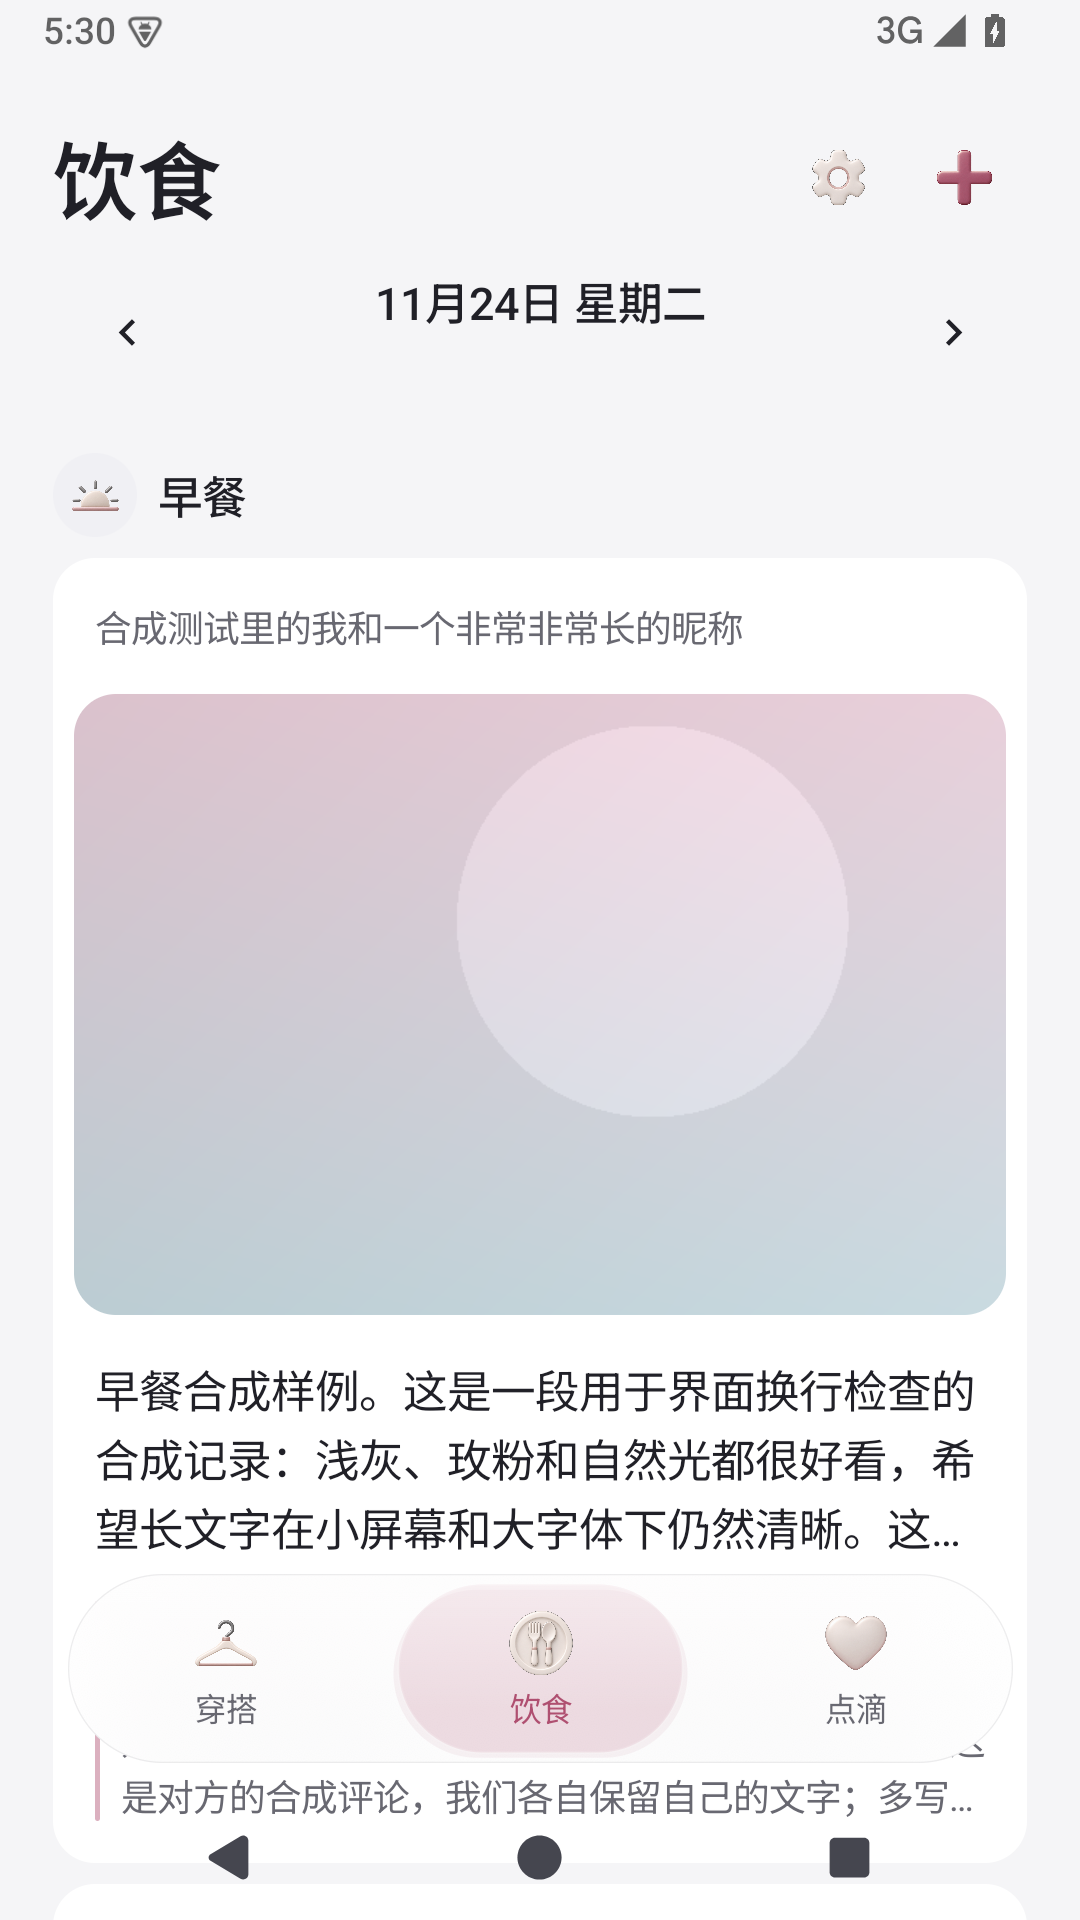 5:30
3G
饮食
11月24日 星期二
早餐
合成测试里的我和一个非常非常长的昵称
早餐合成样例。这是一段用于界面换行检查的
合成记录：浅灰、玫粉和自然光都很好看，希
望长文字在小屏幕和大字体下仍然清晰。这…
穿搭
饮食
点滴
是对方的合成评论，我们各自保留自己的文字；多写…